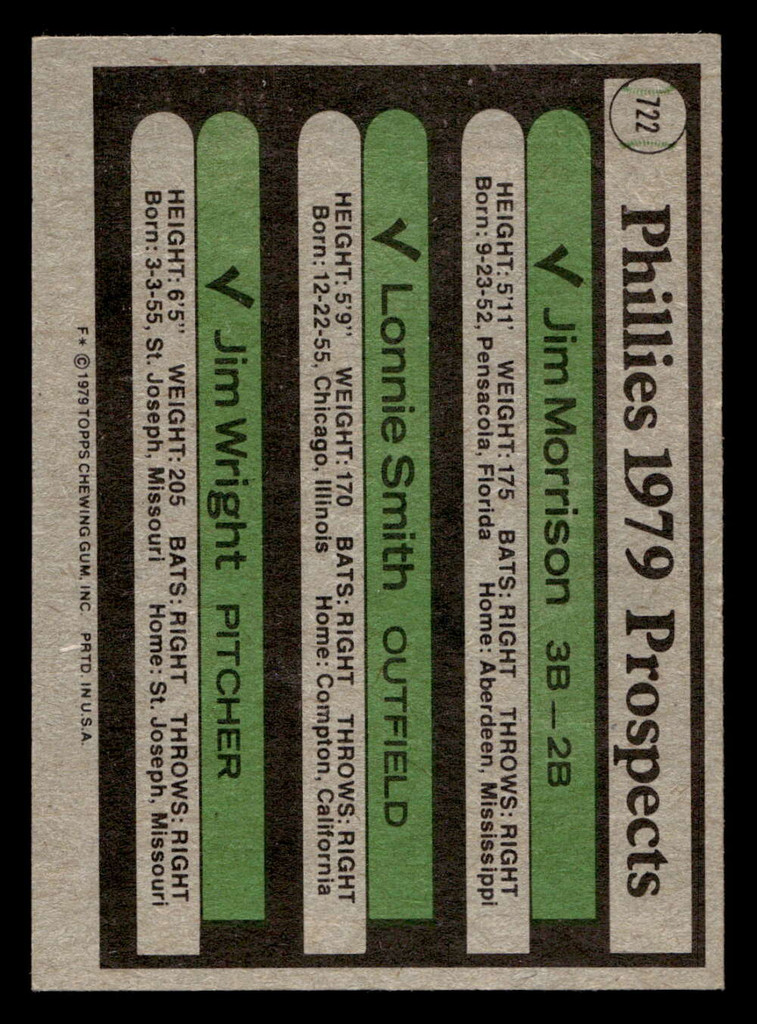 722
Phillies 1979 Prospects
✓ Jim Morrison 3B—2B
HEIGHT: 5'11' WEIGHT: 175 BATS: RIGHT THROWS: RIGHT
Born: 9-23-52, Pensacola, Florida Home: Aberdeen, Mississippi
✓ Lonnie Smith OUTFIELD
HEIGHT: 5'9" WEIGHT: 170 BATS: RIGHT THROWS: RIGHT
Born: 12-22-55, Chicago, Illinois Home: Compton, California
✓ Jim Wright PITCHER
HEIGHT: 6'5" WEIGHT: 205 BATS: RIGHT THROWS: RIGHT
Born: 3-3-55, St. Joseph, Missouri Home: St. Joseph, Missouri
F* © 1979 TOPPS CHEWING GUM, INC. PRTD. IN U.S.A.